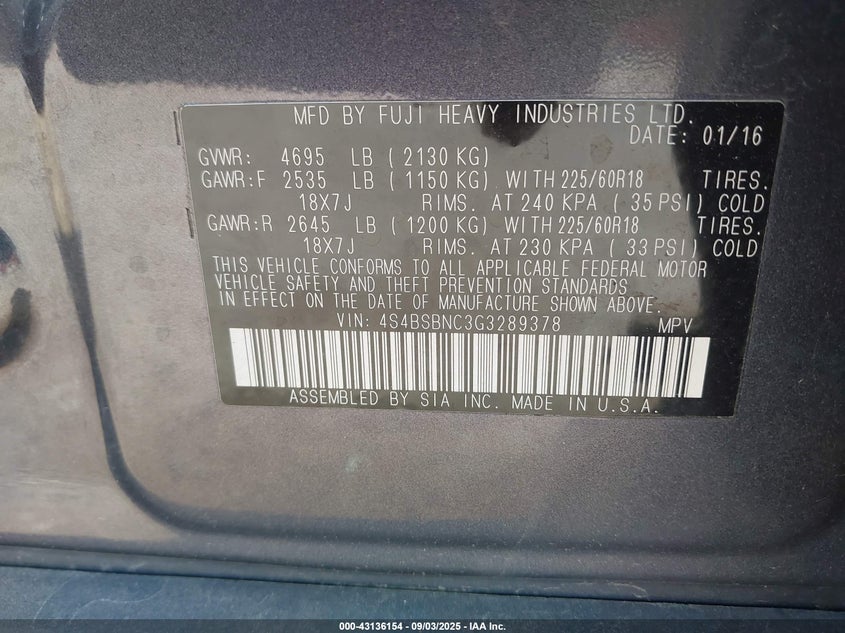 MFD BY FUJI HEAVY INDUSTRIES LTD.
DATE: 01/16
GVWR: 4695 LB ( 2130 KG)
GAWR:F 2535 LB ( 1150 KG) WITH 225/60R18 TIRES.
18X7J RIMS. AT 240 KPA ( 35 PSI) COLD
GAWR:R 2645 LB ( 1200 KG) WITH 225/60R18 TIRES.
18X7J RIMS. AT 230 KPA ( 33 PSI) COLD
THIS VEHICLE CONFORMS TO ALL APPLICABLE FEDERAL MOTOR
VEHICLE SAFETY AND THEFT PREVENTION STANDARDS
IN EFFECT ON THE DATE OF MANUFACTURE SHOWN ABOVE.
VIN: 4S4BSBNC3G3289378 MPV
ASSEMBLED BY SIA INC. MADE IN U.S.A.
000-43136154 - 09/03/2025 - IAA Inc.